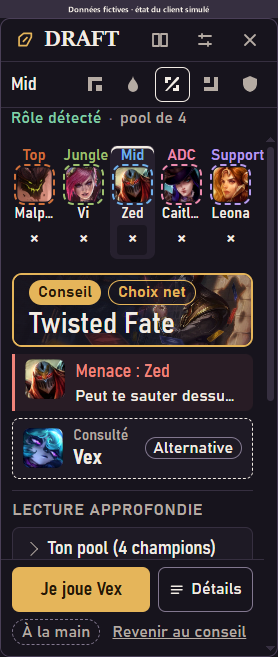 Données fictives · état du client simulé
DRAFT
Mid
Rôle détecté · pool de 4
Top Jungle Mid ADC Support
Malp… Vi Zed Caitl… Leona
× × × × ×
Conseil Choix net
Twisted Fate
Menace : Zed
Peut te sauter dessu…
Consulté
Vex
Alternative
LECTURE APPROFONDIE
Ton pool (4 champions)
Je joue Vex
Détails
À la main Revenir au conseil